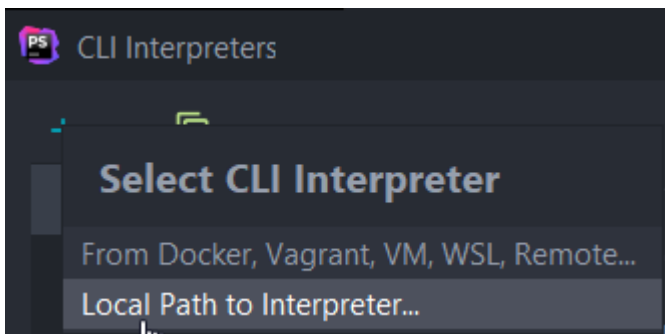 PS CLI Interpreters
Select CLI Interpreter
From Docker, Vagrant, VM, WSL, Remote...
Local Path to Interpreter...